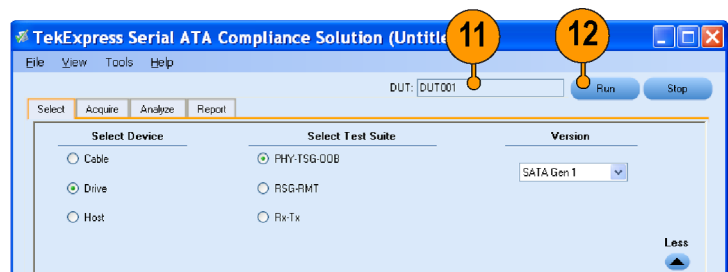 TekExpress Serial ATA Compliance Solution (Untitle
11
12
File View Tools Help
DUT: DUT001
Run
Stop
Select Acquire Analyze Report
Select Device
Select Test Suite
Version
Cable
PHY-TSG-OOB
SATA Gen 1
Drive
RSG-RMT
Host
Rx-Tx
Less